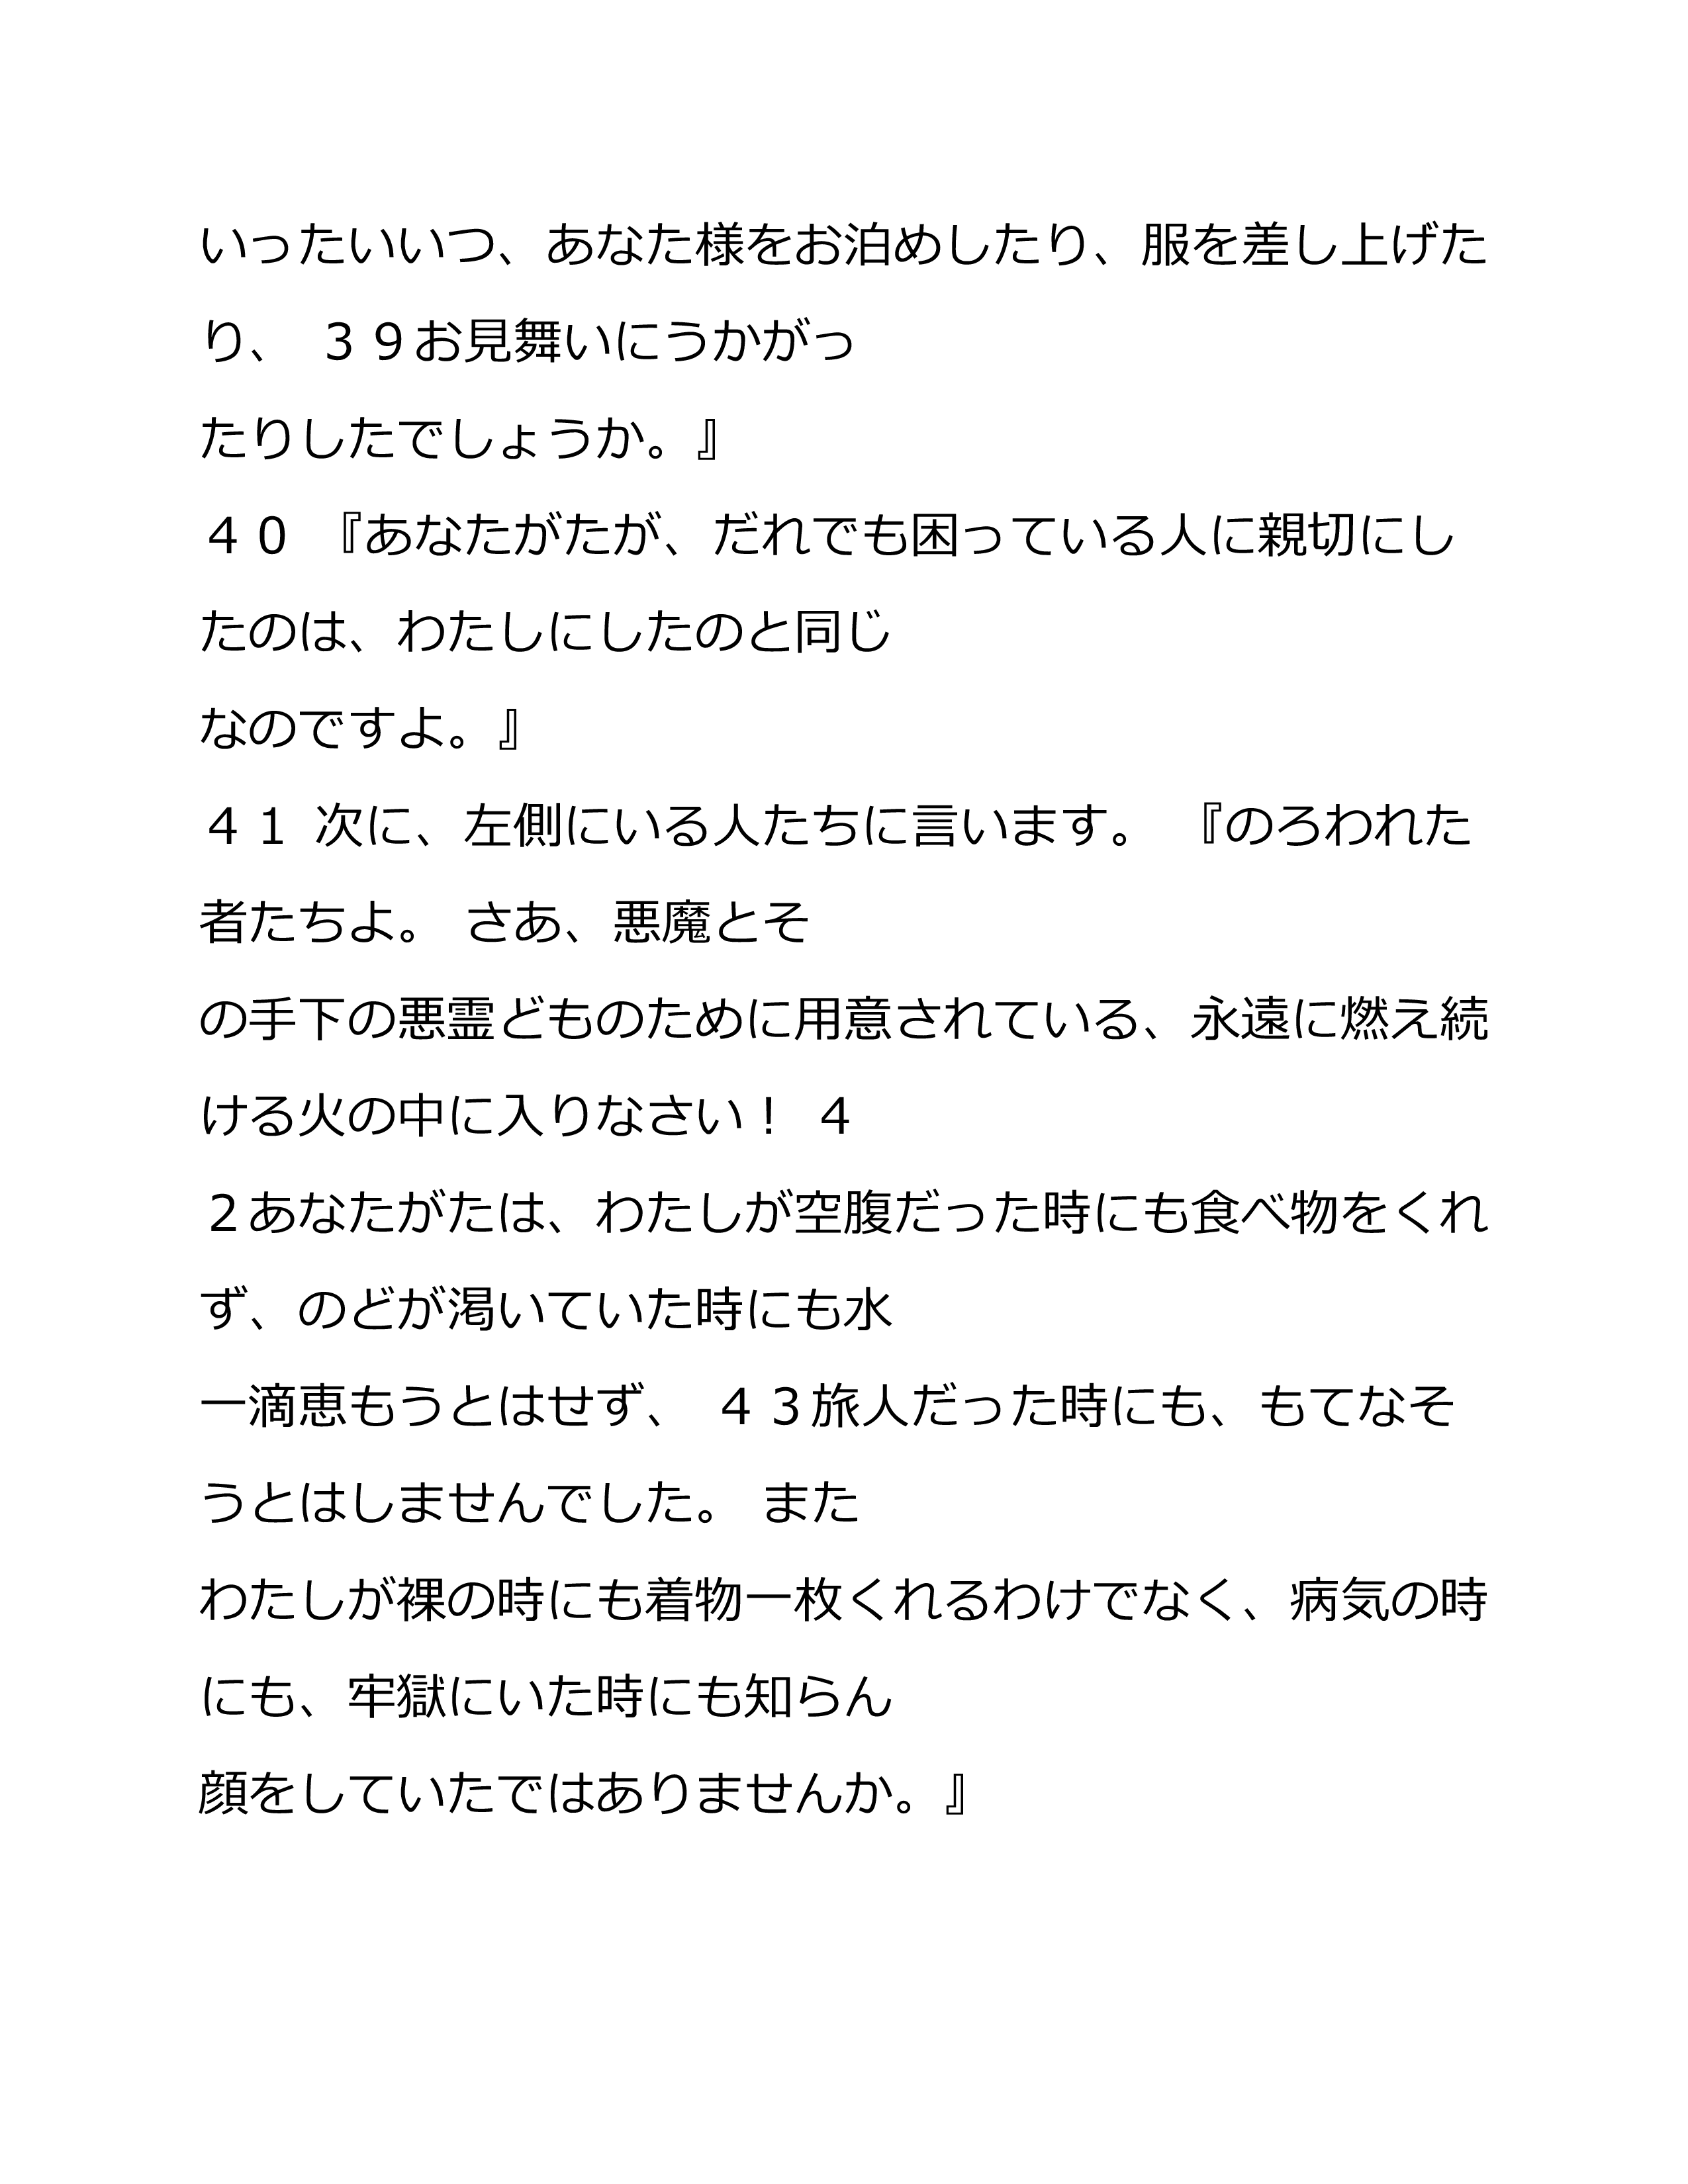 いったいいつ、あなた様をお泊めしたり、服を差し上げた
り、 ３９お見舞いにうかがっ
たりしたでしょうか。』
４０ 『あなたがたが、だれでも困っている人に親切にし
たのは、わたしにしたのと同じ
なのですよ。』
４１ 次に、左側にいる人たちに言います。 『のろわれた
者たちよ。 さあ、悪魔とそ
の手下の悪霊どものために用意されている、永遠に燃え続
ける火の中に入りなさい！ ４
２あなたがたは、わたしが空腹だった時にも食べ物をくれ
ず、のどが渇いていた時にも水
一滴恵もうとはせず、 ４３旅人だった時にも、もてなそ
うとはしませんでした。 また
わたしが裸の時にも着物一枚くれるわけでなく、病気の時
にも、牢獄にいた時にも知らん
顔をしていたではありませんか。』